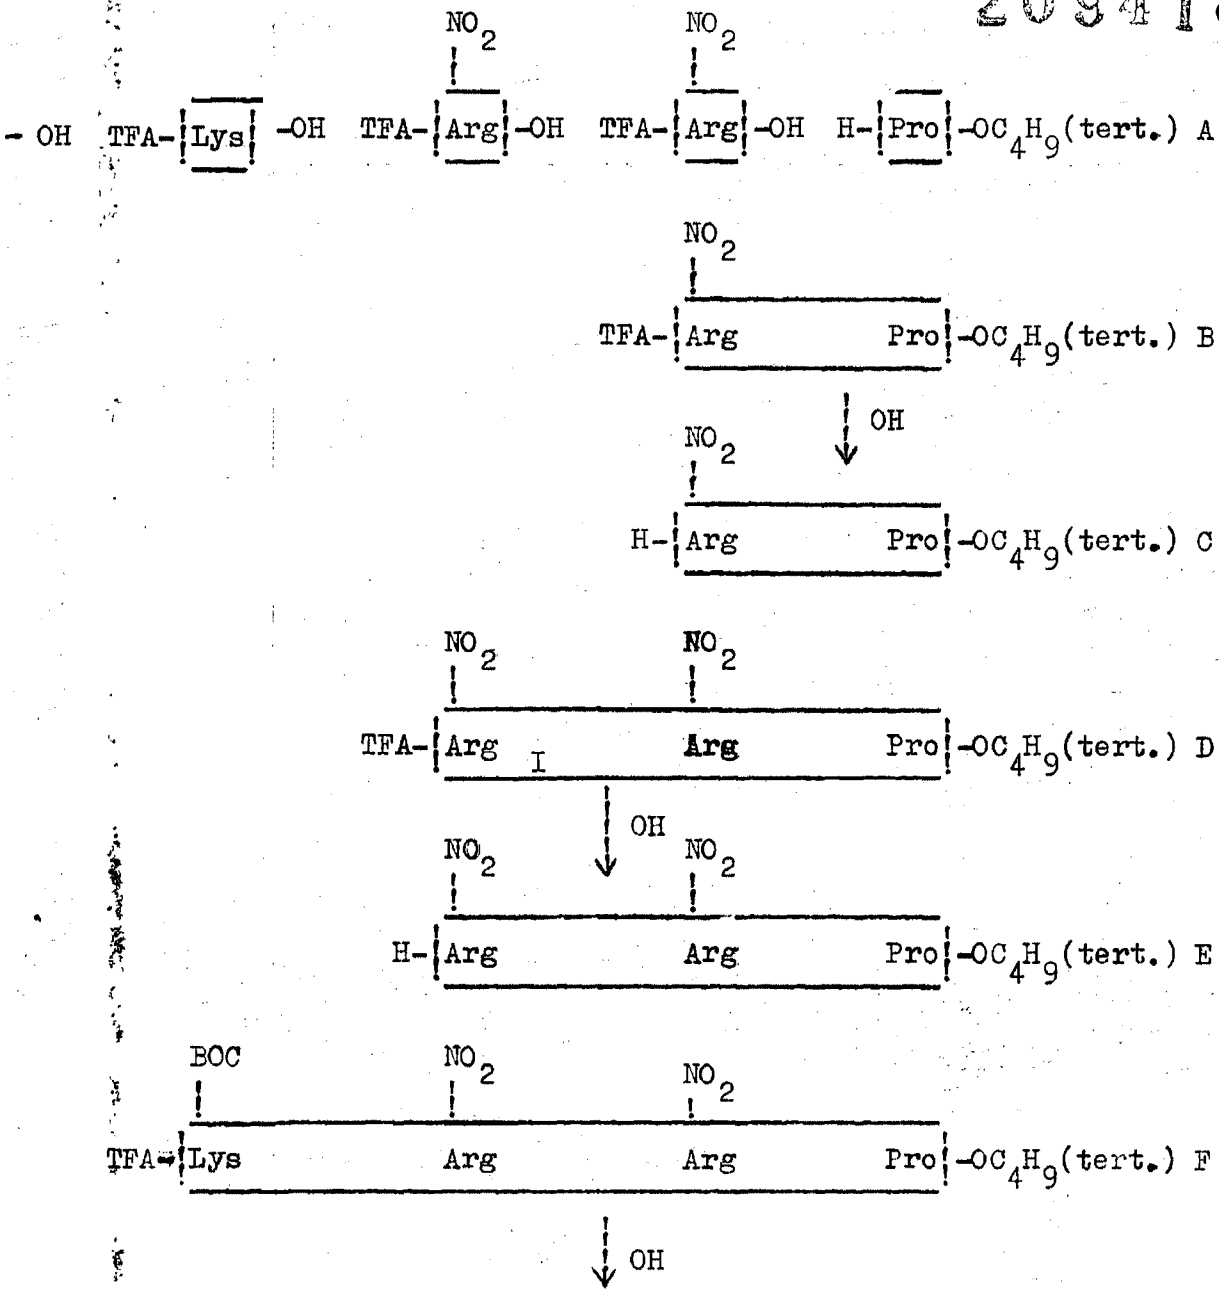 NO2 NO2
- OH TFA- Lys -OH TFA- Arg -OH TFA- Arg -OH H- Pro -OC4H9(tert.) A
NO2
TFA- Arg Pro -OC4H9(tert.) B
OH
NO2
H- Arg Pro -OC4H9(tert.) C
NO2 NO2
TFA- Arg I Arg Pro -OC4H9(tert.) D
OH
NO2 NO2
H- Arg Arg Pro -OC4H9(tert.) E
BOC NO2 NO2
TFA- Lys Arg Arg Pro -OC4H9(tert.) F
OH